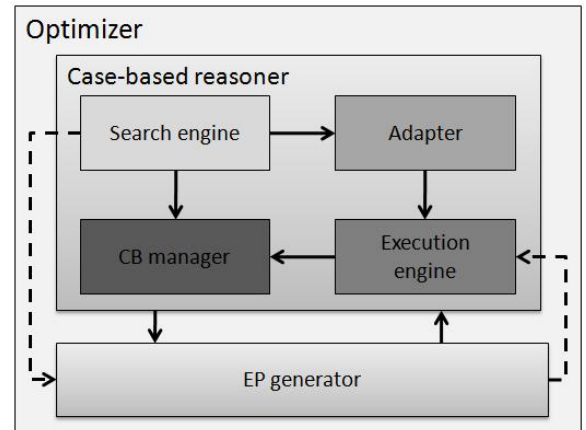 Optimizer
Case-based reasoner
Search engine
Adapter
CB manager
Execution
engine
EP generator